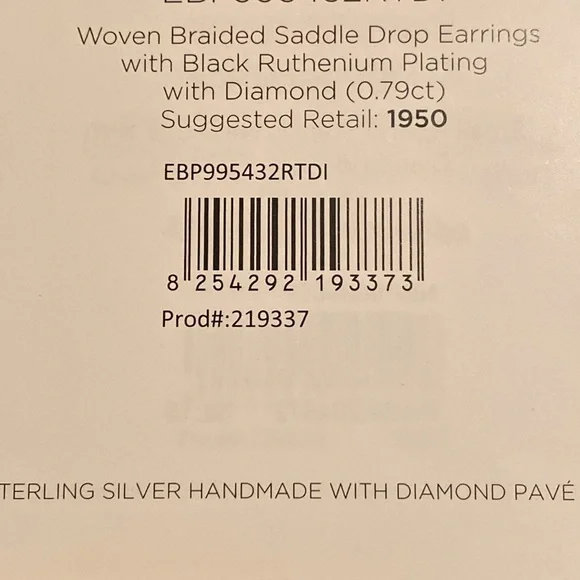 Woven Braided Saddle Drop Earrings
with Black Ruthenium Plating
with Diamond (0.79ct)
Suggested Retail: 1950
EBP995432RTDI
8 254292 193373
Prod#:219337
TERLING SILVER HANDMADE WITH DIAMOND PAVÉ